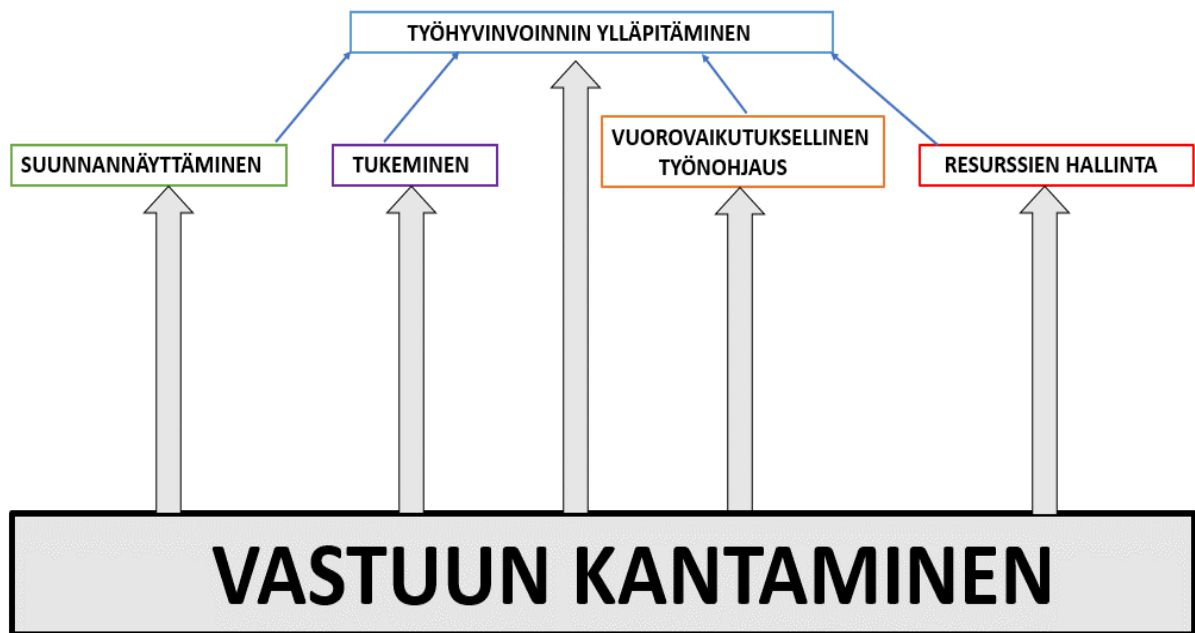 TYÖHYVINVOINNIN YLLÄPITÄMINEN
SUUNNANNÄYTTÄMINEN
TUKEMINEN
VUOROVAIKUTUKSELLINEN
TYÖNOHJAUS
RESURSSIEN HALLINTA
VASTUUN KANTAMINEN